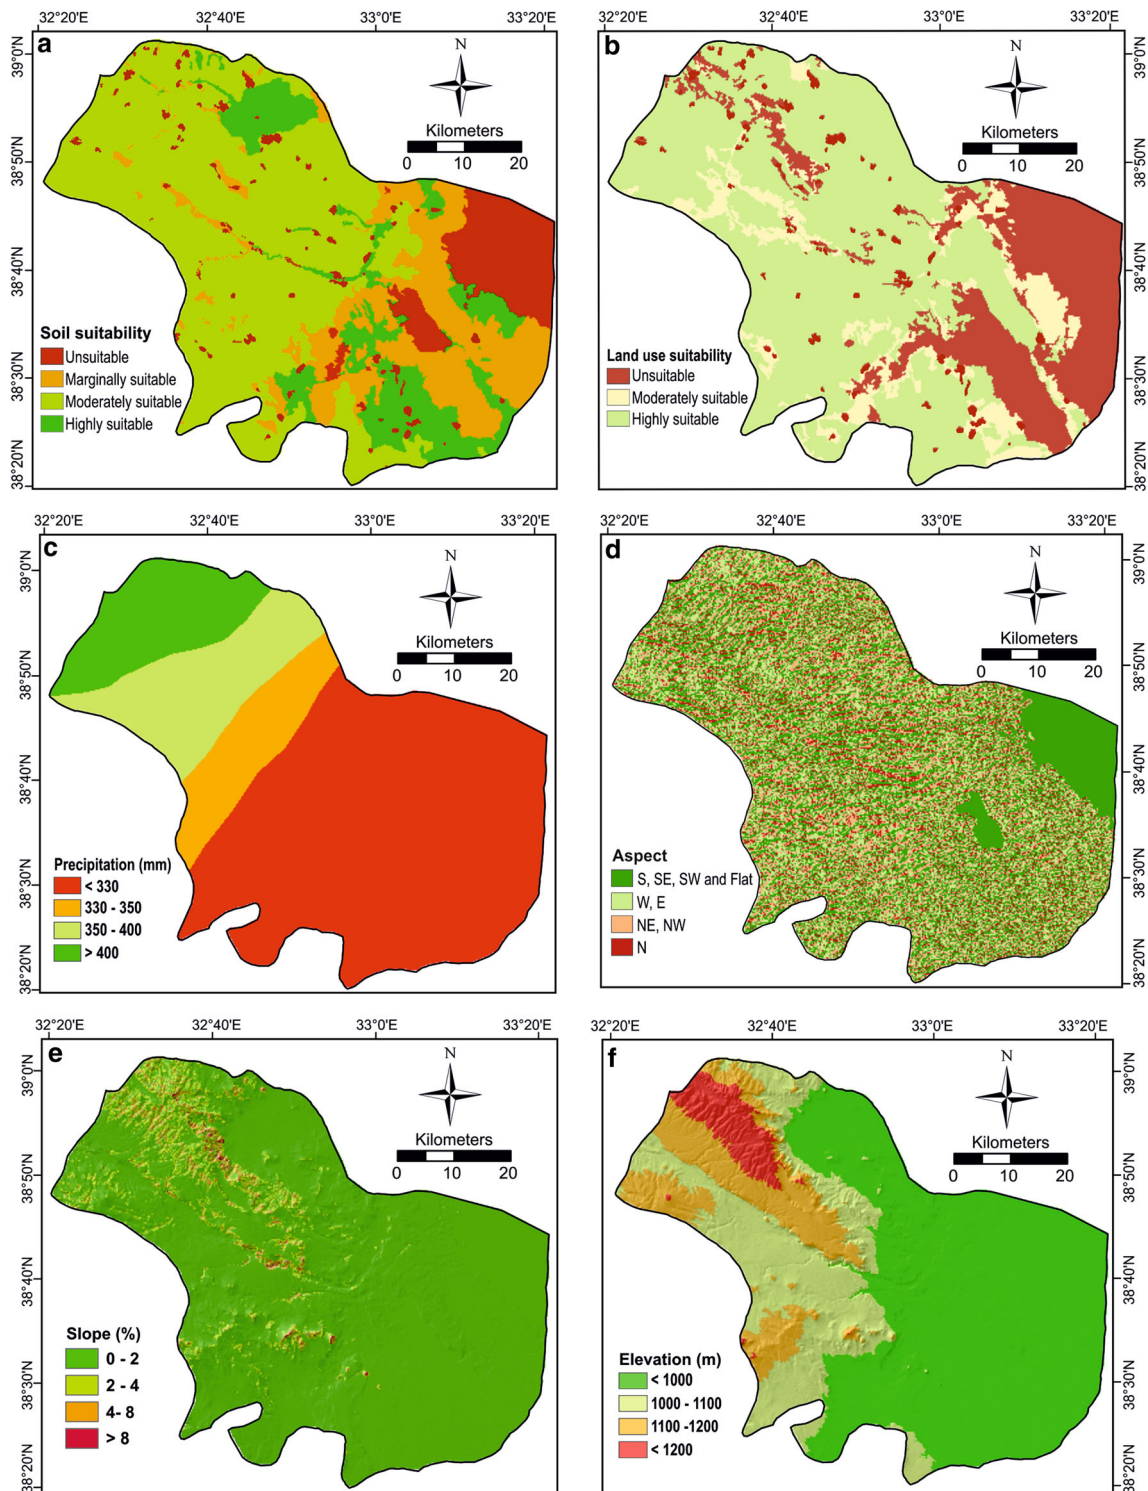 32°20'E 32°40'E 33°0'E 33°20'E
a
N
Kilometers
0 10 20
39°0'N
38°50'N
38°40'N
38°30'N
38°20'N
Soil suitability
Unsuitable
Marginally suitable
Moderately suitable
Highly suitable
32°20'E 32°40'E 33°0'E 33°20'E
b
N
Kilometers
0 10 20
39°0'N
38°50'N
38°40'N
38°30'N
38°20'N
Land use suitability
Unsuitable
Moderately suitable
Highly suitable
32°20'E 32°40'E 33°0'E 33°20'E
c
N
Kilometers
0 10 20
39°0'N
38°50'N
38°40'N
38°30'N
38°20'N
Precipitation (mm)
< 330
330 - 350
350 - 400
> 400
32°20'E 32°40'E 33°0'E 33°20'E
d
N
Kilometers
0 10 20
39°0'N
38°50'N
38°40'N
38°30'N
38°20'N
Aspect
S, SE, SW and Flat
W, E
NE, NW
N
32°20'E 32°40'E 33°0'E 33°20'E
e
N
Kilometers
0 10 20
39°0'N
38°50'N
38°40'N
38°30'N
38°20'N
Slope (%)
0 - 2
2 - 4
4- 8
> 8
32°20'E 32°40'E 33°0'E 33°20'E
f
N
Kilometers
0 10 20
39°0'N
38°50'N
38°40'N
38°30'N
38°20'N
Elevation (m)
< 1000
1000 - 1100
1100 -1200
< 1200